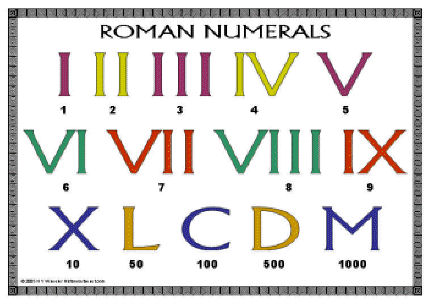 ROMAN NUMERALS
I II III IV V
1 2 3 4 5
VI VII VIII IX
6 7 8 9
X L C D M
10 50 100 500 1000